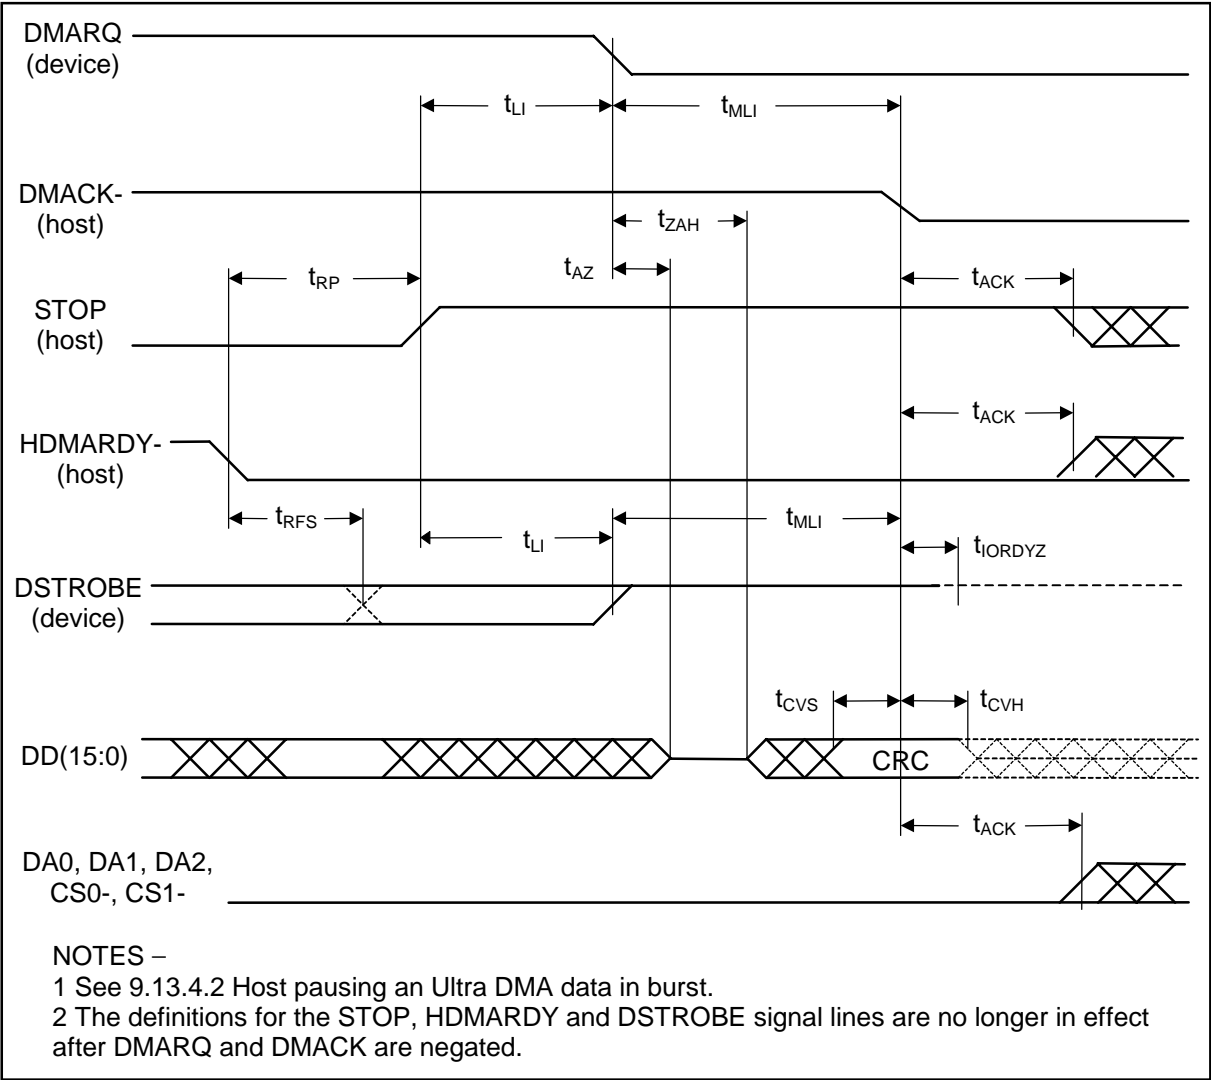 DMARQ
(device)
tLI
tMLI
DMACK-
(host)
tZAH
tAZ
tRP
tACK
STOP
(host)
tACK
HDMARDY-
(host)
tRFS
tLI
tMLI
tIORDYZ
DSTROBE
(device)
tCVS
tCVH
DD(15:0)
CRC
tACK
DA0, DA1, DA2,
CS0-, CS1-
NOTES –
1 See 9.13.4.2 Host pausing an Ultra DMA data in burst.
2 The definitions for the STOP, HDMARDY and DSTROBE signal lines are no longer in effect
after DMARQ and DMACK are negated.